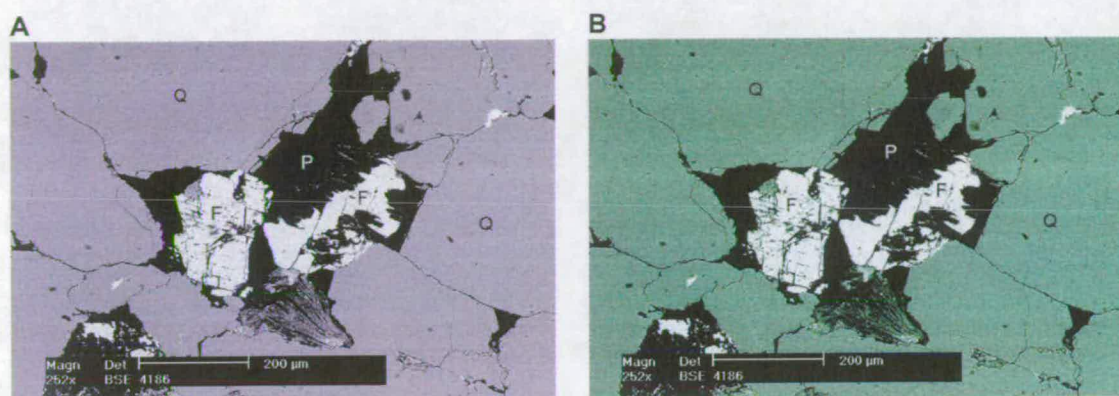 A
Q
P
F
F
Q
Magn Det 200 µm
252x BSE 4186
B
Q
P
F
F
Q
Magn Det 200 µm
252x BSE 4186